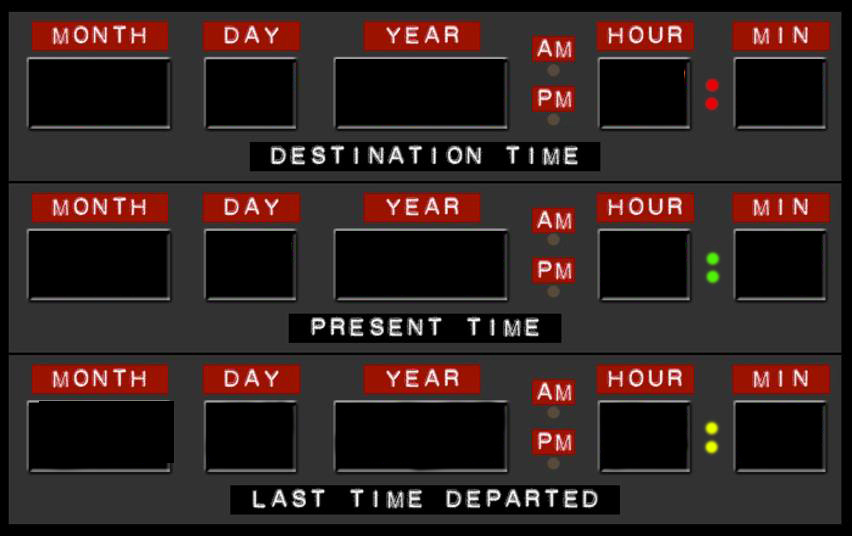 MONTH DAY YEAR AM HOUR MIN
PM
DESTINATION TIME
MONTH DAY YEAR AM HOUR MIN
PM
PRESENT TIME
MONTH DAY YEAR AM HOUR MIN
PM
LAST TIME DEPARTED